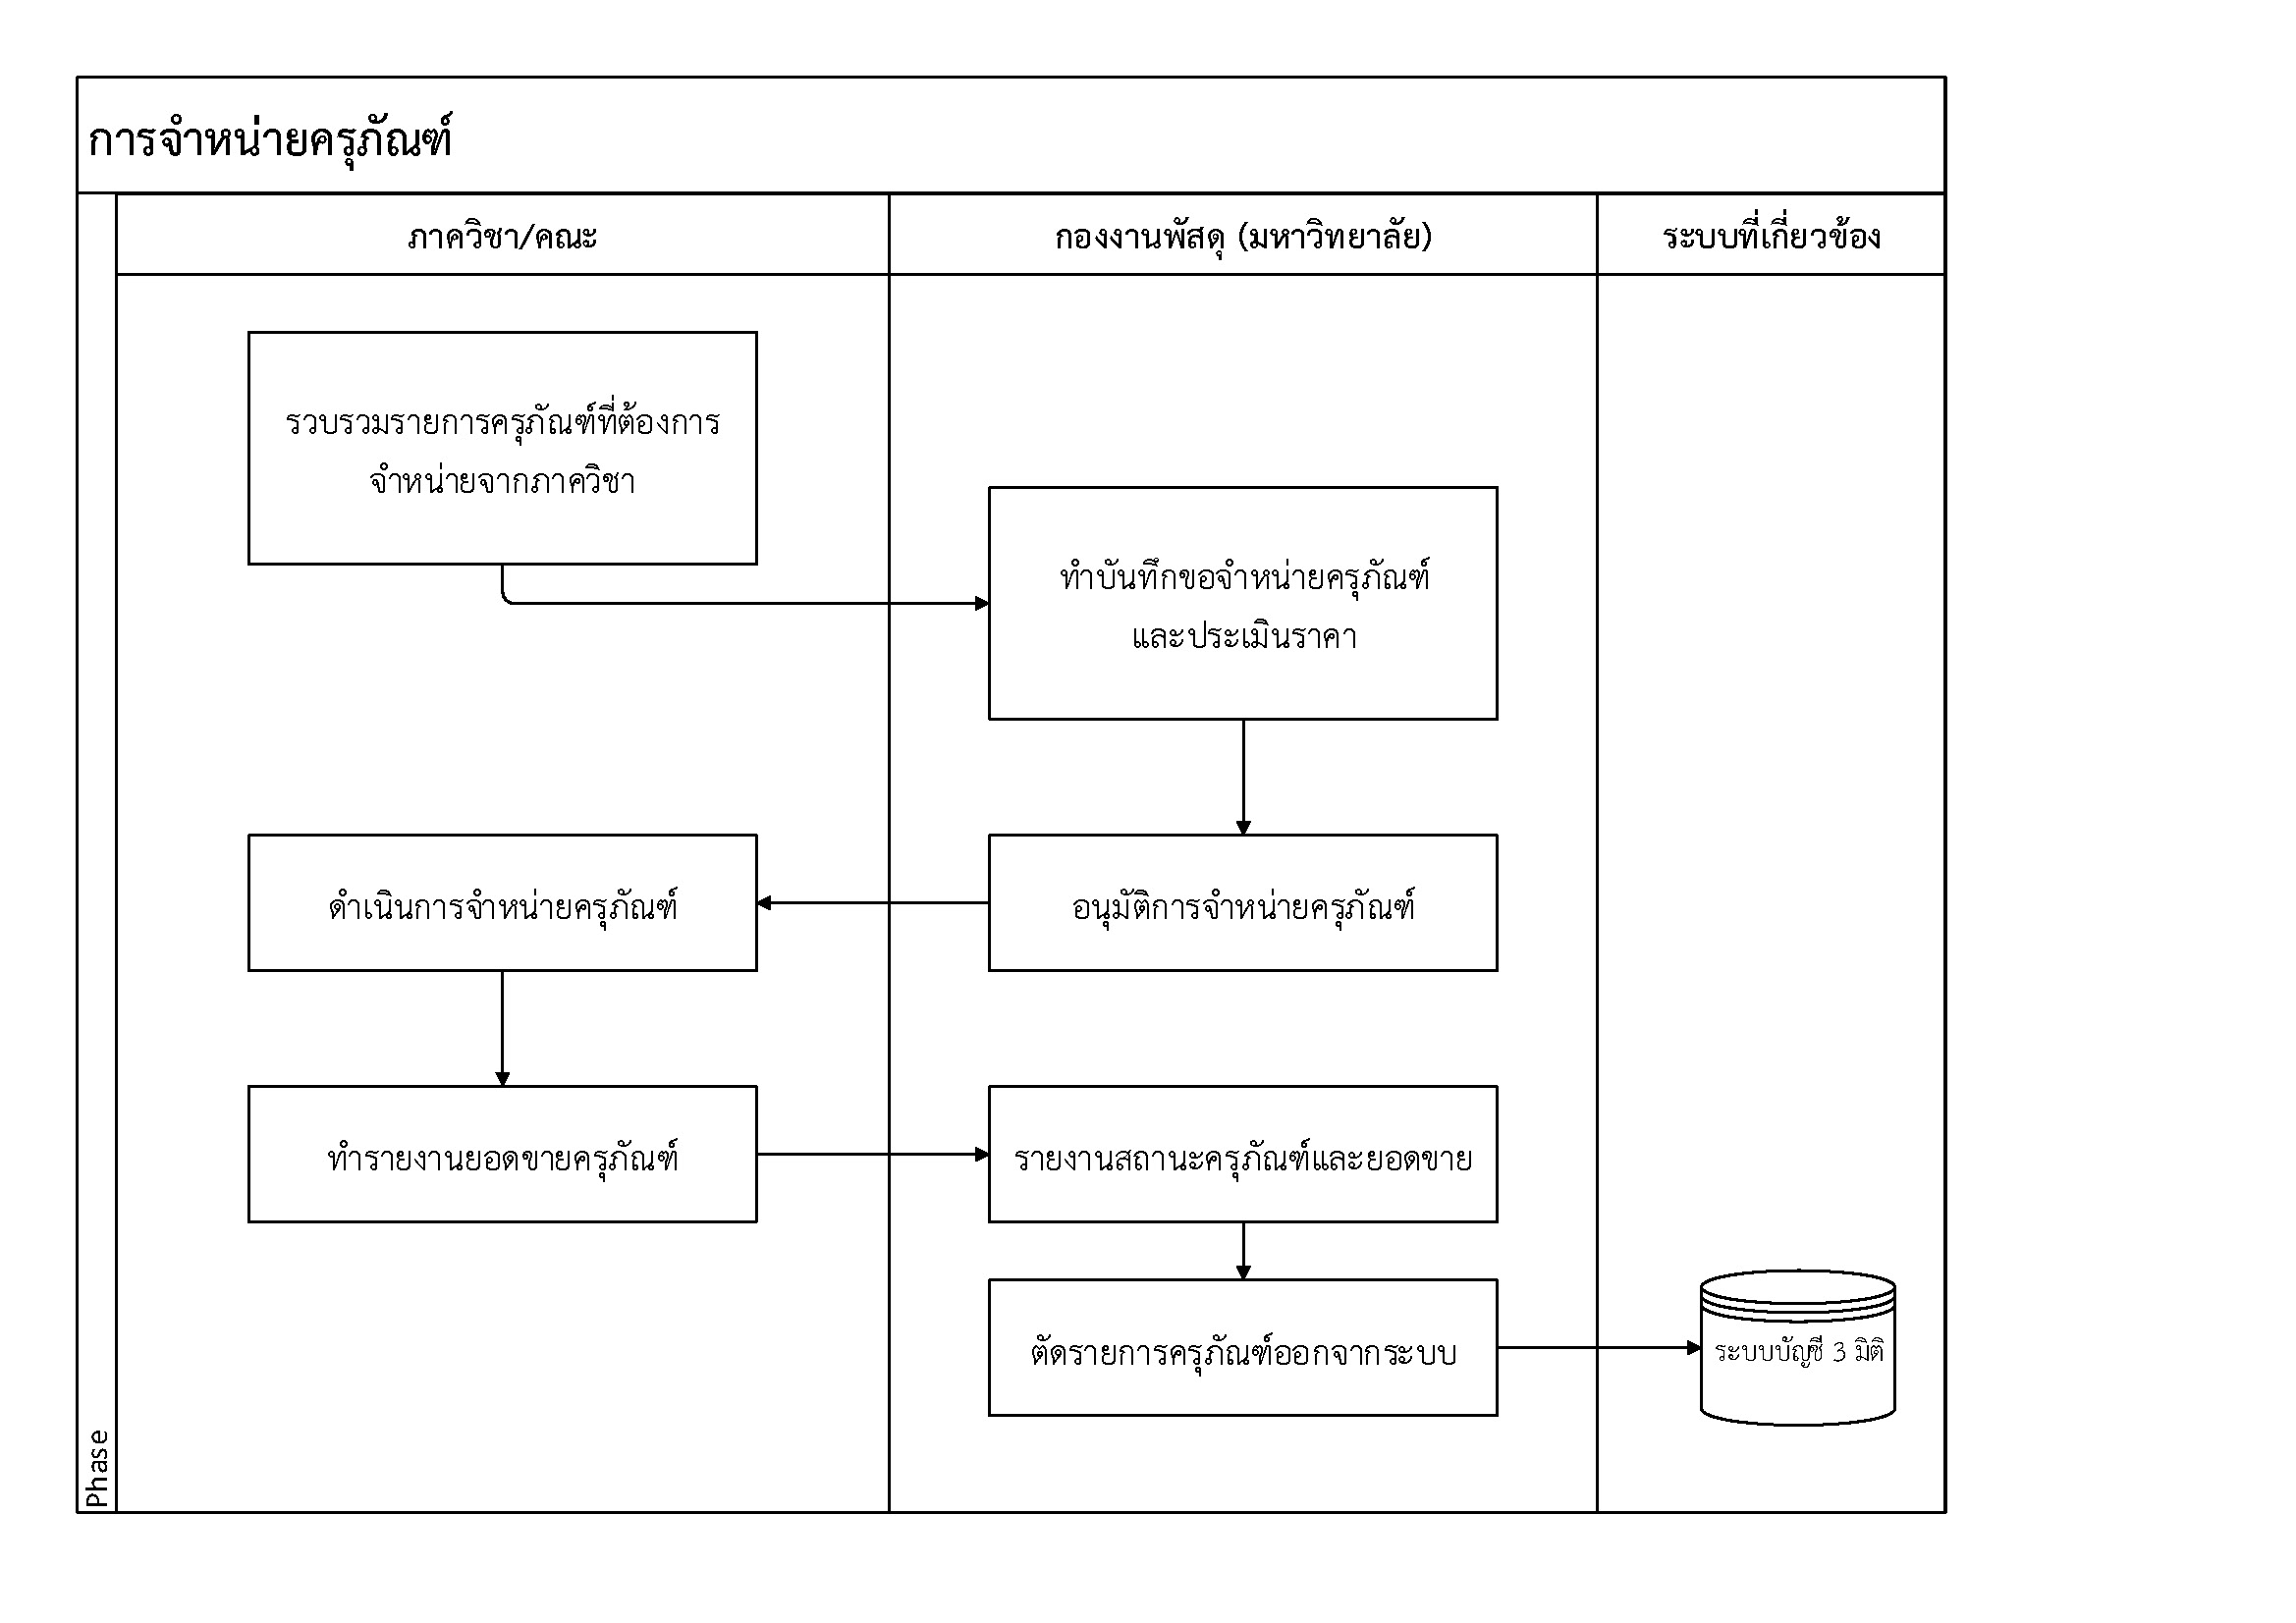 การจำหน่ายครุภัณฑ์
ภาควิชา/คณะ
กองงานพัสดุ (มหาวิทยาลัย)
ระบบที่เกี่ยวข้อง
รวบรวมรายการครุภัณฑ์ที่ต้องการ
จำหน่ายจากภาควิชา
ทำบันทึกขอจำหน่ายครุภัณฑ์
และประเมินราคา
อนุมัติการจำหน่ายครุภัณฑ์
ดำเนินการจำหน่ายครุภัณฑ์
ทำรายงานยอดขายครุภัณฑ์
รายงานสถานะครุภัณฑ์และยอดขาย
ตัดรายการครุภัณฑ์ออกจากระบบ
ระบบบัญชี 3 มิติ
Phase